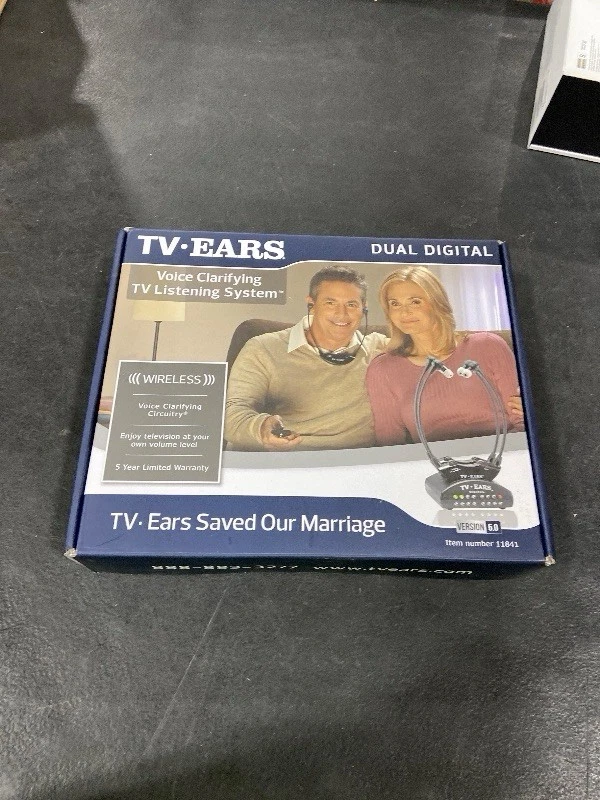 TV·EARS
DUAL DIGITAL
Voice Clarifying
TV Listening System™
((( WIRELESS )))
Voice Clarifying
Circuitry®
Enjoy television at your
own volume level
5 Year Limited Warranty
TV·EARS
TV·EARS
TV·Ears Saved Our Marriage
VERSION 5.0
Item number 11841
www.tvears.com